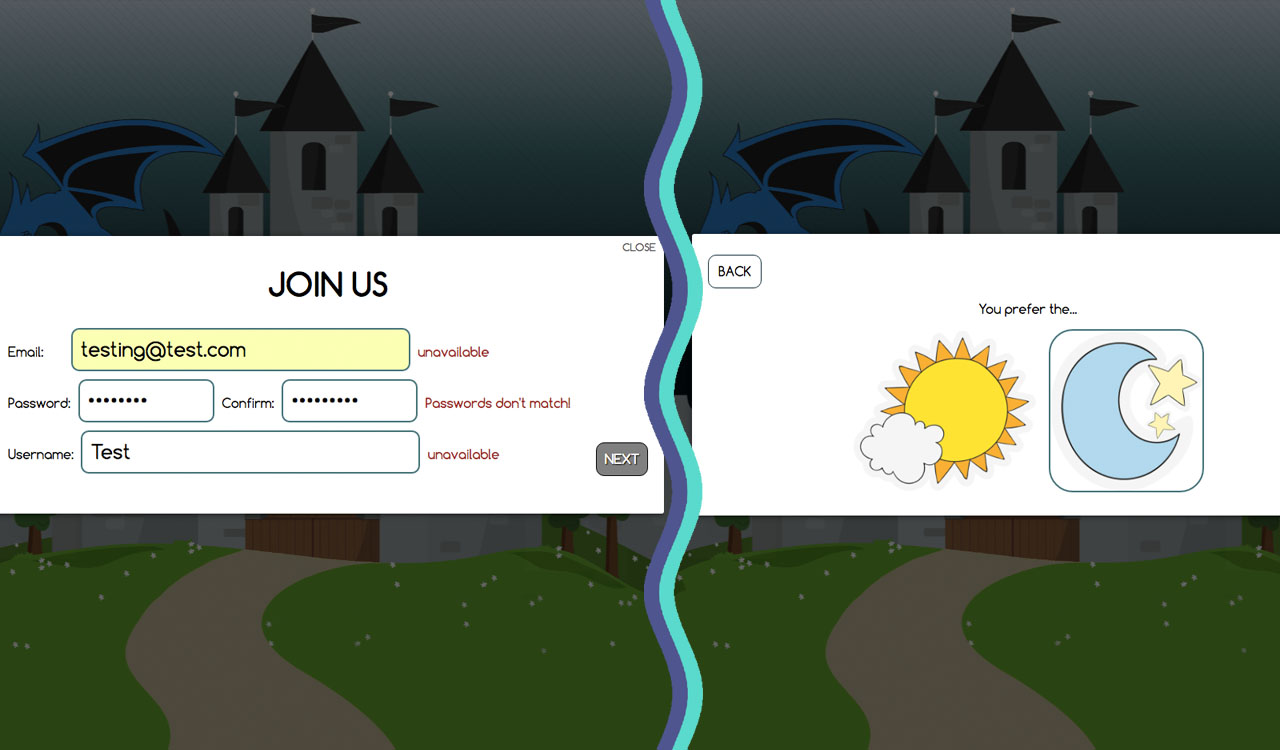 CLOSE
JOIN US
Email: testing@test.com unavailable
Password: •••••••• Confirm: ••••••••• Passwords don't match!
Username: Test unavailable
NEXT
BACK
You prefer the...